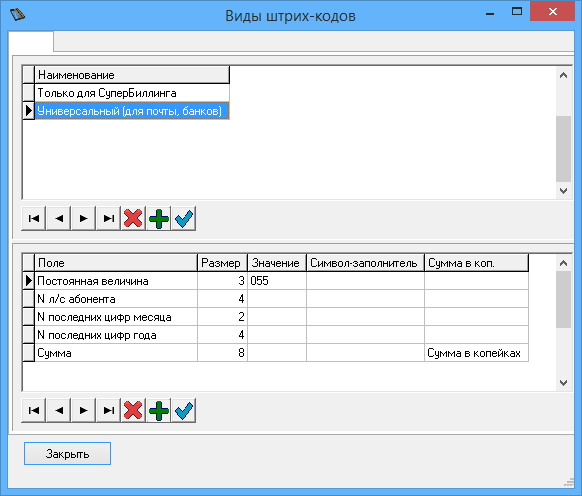 Виды штрих-кодов
Наименование
Только для СуперБиллинга
Универсальный (для почты, банков)
Поле Размер Значение Символ-заполнитель Сумма в коп.
Постоянная величина 3 055
N л/с абонента 4
N последних цифр месяца 2
N последних цифр года 4
Сумма 8 Сумма в копейках
Закрыть